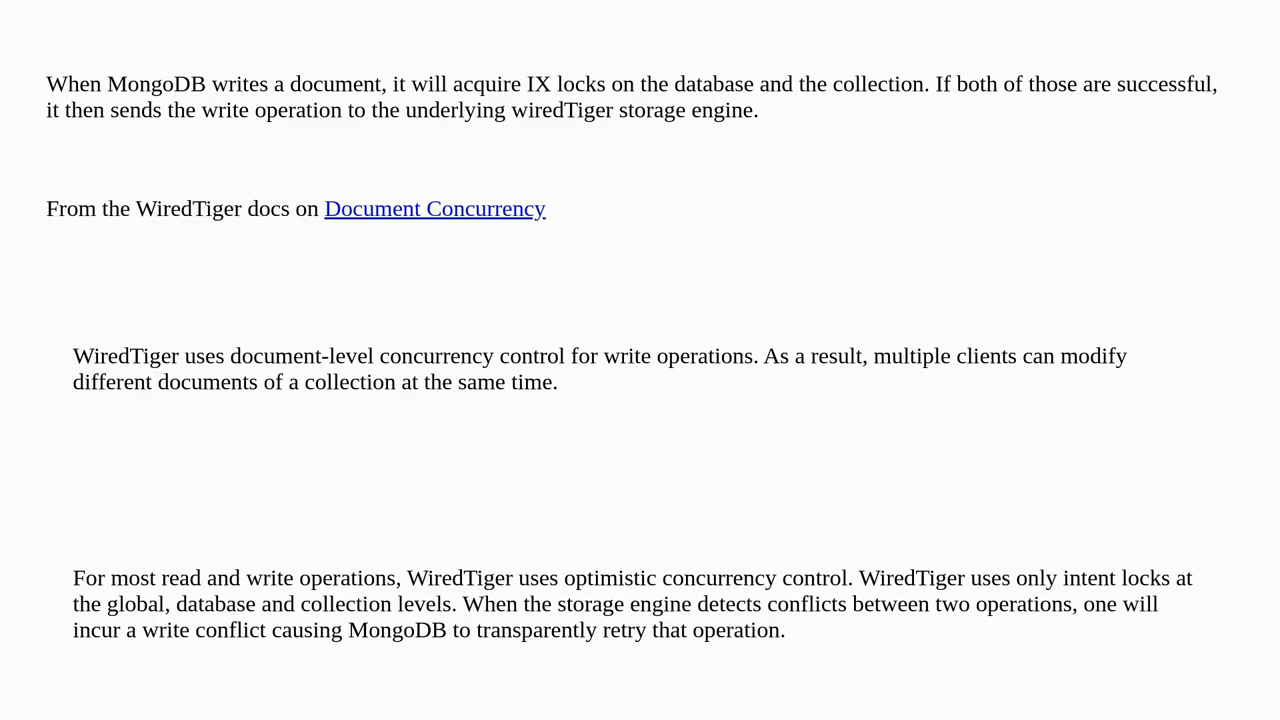 When MongoDB writes a document, it will acquire IX locks on the database and the collection. If both of those are successful,
it then sends the write operation to the underlying wiredTiger storage engine.
From the WiredTiger docs on Document Concurrency
WiredTiger uses document-level concurrency control for write operations. As a result, multiple clients can modify
different documents of a collection at the same time.
For most read and write operations, WiredTiger uses optimistic concurrency control. WiredTiger uses only intent locks at
the global, database and collection levels. When the storage engine detects conflicts between two operations, one will
incur a write conflict causing MongoDB to transparently retry that operation.